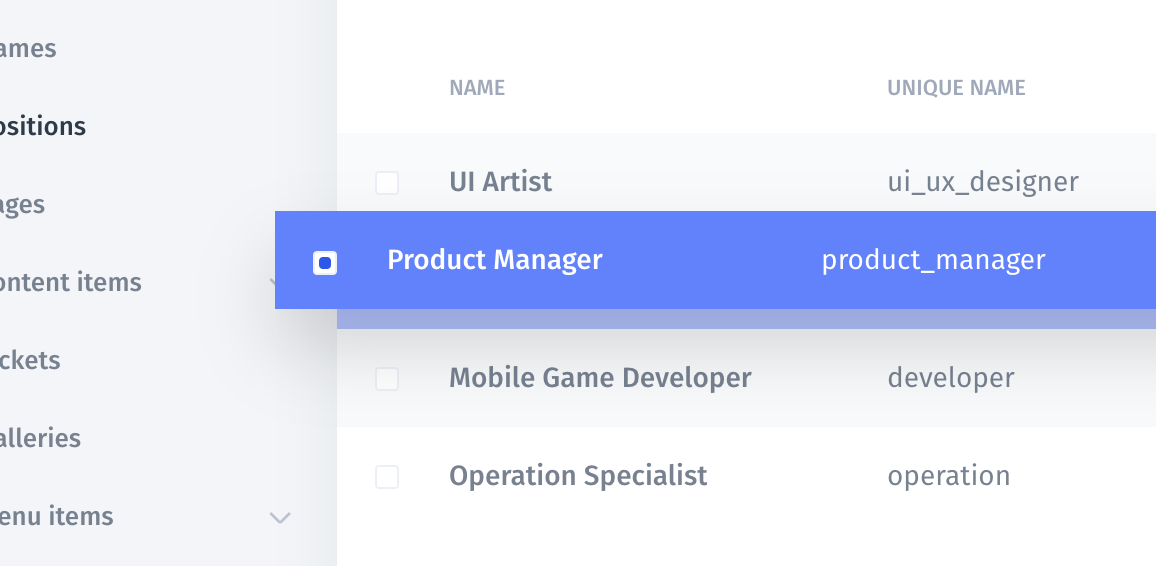 ames
ositions
ages
ontent items
ckets
alleries
enu items
NAME UNIQUE NAME
UI Artist ui_ux_designer
Product Manager product_manager
Mobile Game Developer developer
Operation Specialist operation